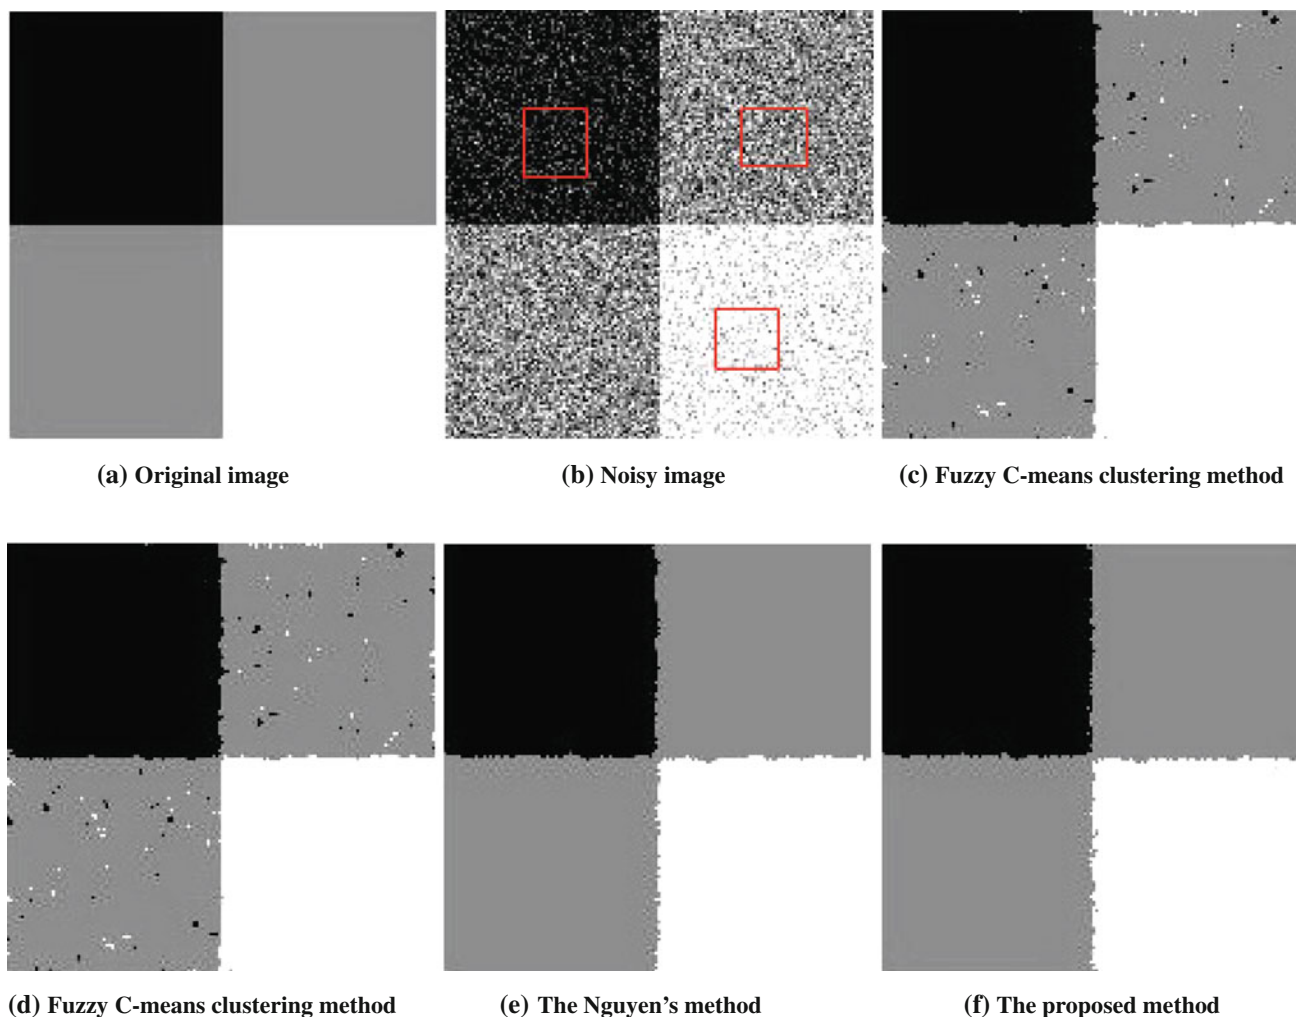 (a) Original image
(b) Noisy image
(c) Fuzzy C-means clustering method
(d) Fuzzy C-means clustering method
(e) The Nguyen's method
(f) The proposed method